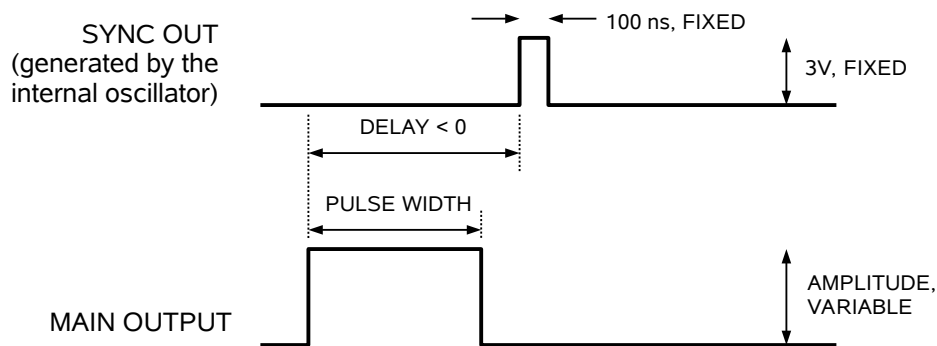 SYNC OUT
(generated by the
internal oscillator)
100 ns, FIXED
3V, FIXED
DELAY < 0
PULSE WIDTH
AMPLITUDE,
VARIABLE
MAIN OUTPUT